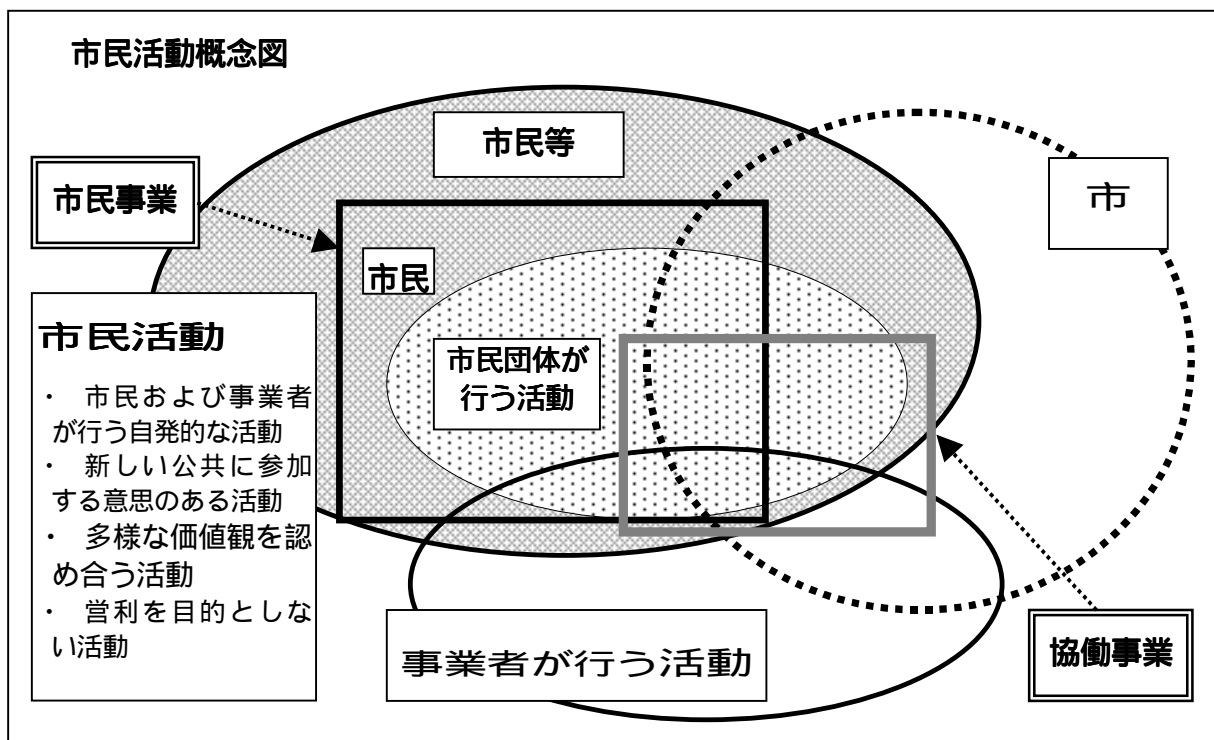 市民活動概念図
市民等
市民事業
市
市民
市民活動
・ 市民および事業者
が行う自発的な活動
・ 新しい公共に参加
する意思のある活動
・ 多様な価値観を認
め合う活動
・ 営利を目的としな
い活動
市民団体が
行う活動
事業者が行う活動
協働事業